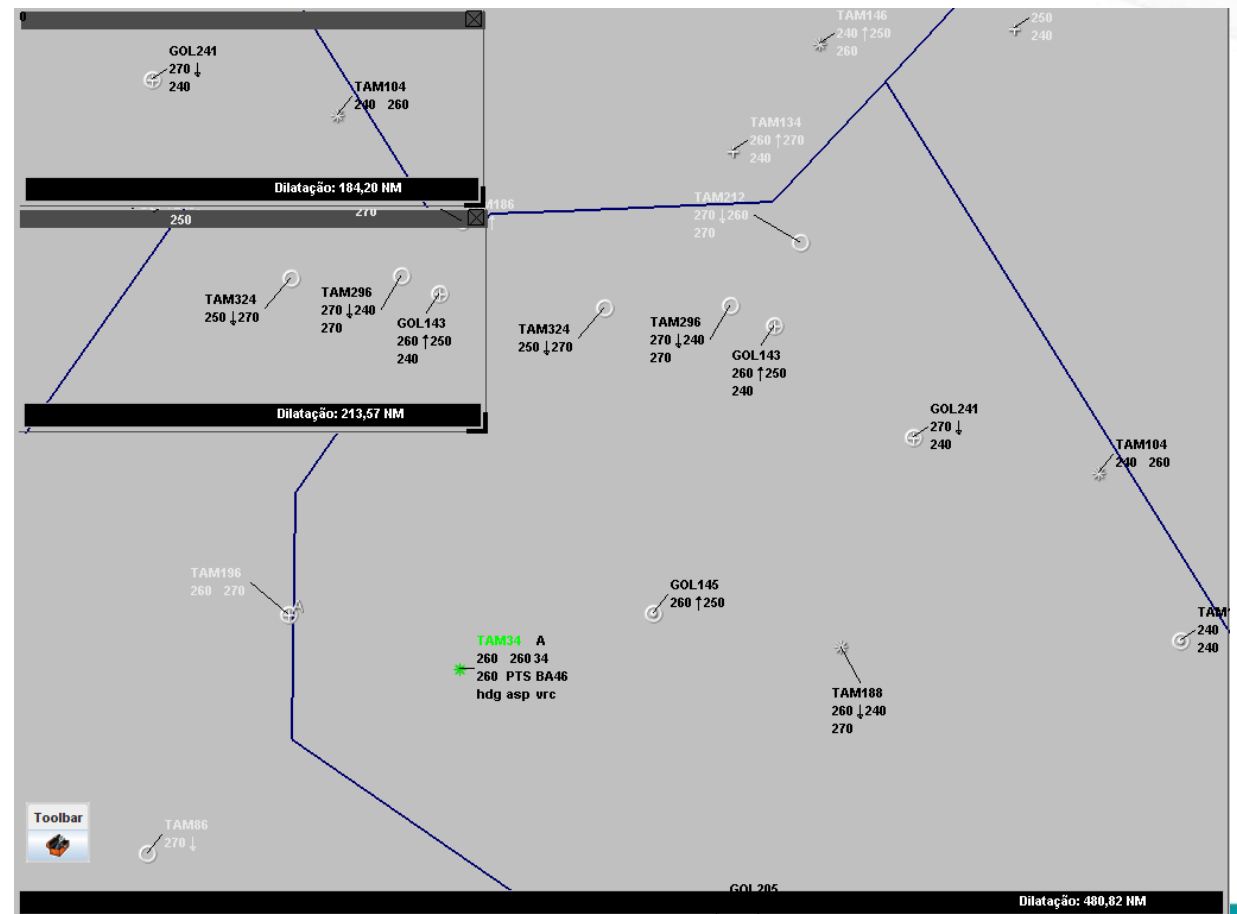 0
GOL241
270 ↓
240
TAM104
240 260
Dilatação: 184,20 NM
TAM146
240 ↑250
260
250
240
TAM134
260 ↑270
240
TAM212
270 ↓260
270
270
250
TAM324
250 ↓270
TAM296
270 ↓240
270
GOL143
260 ↑250
240
Dilatação: 213,57 NM
TAM324
250 ↓270
TAM296
270 ↓240
270
GOL143
260 ↑250
240
GOL241
270 ↓
240
TAM104
240 260
TAM196
260 270
A
GOL145
260 ↑250
TAM34 A
260 260 34
260 PTS BA46
hdg asp vrc
240
240
TAM188
260 ↓240
270
Toolbar
TAM86
270 ↓
GOL205
Dilatação: 480,82 NM